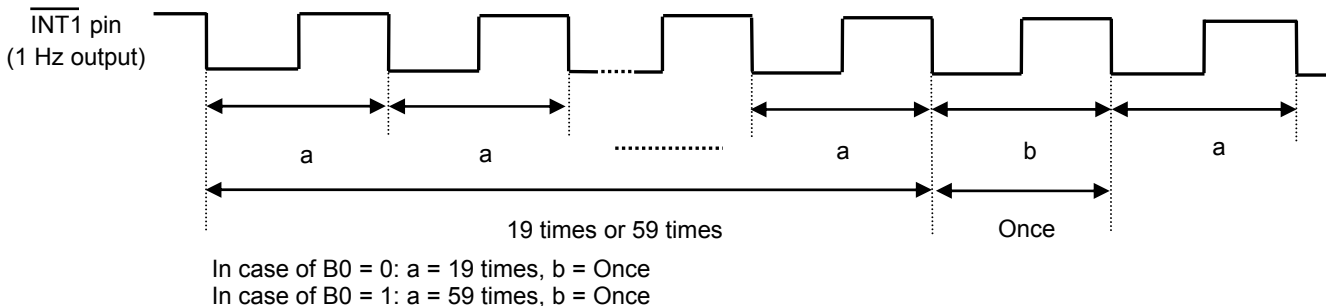 INT1 pin
(1 Hz output)
a a a b a
19 times or 59 times Once
In case of B0 = 0: a = 19 times, b = Once
In case of B0 = 1: a = 59 times, b = Once